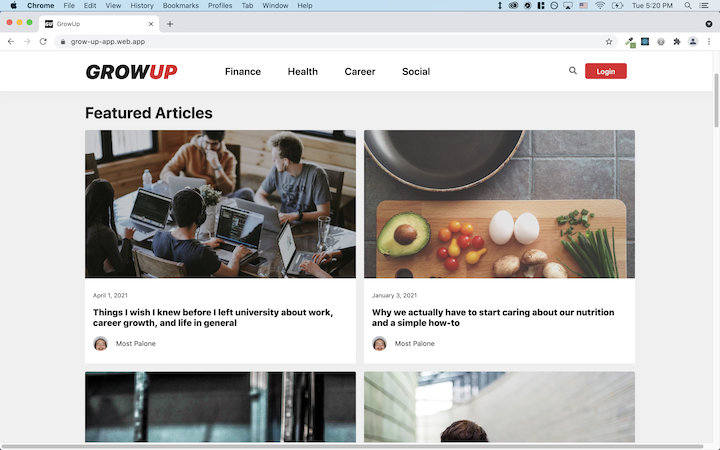 Chrome File Edit View History Bookmarks Profiles Tab Window Help Tue 5:20 PM
GrowUp
grow-up-app.web.app
GROWUP Finance Health Career Social Login
Featured Articles
April 1, 2021
Things I wish I knew before I left university about work,
career growth, and life in general
Most Palone
January 3, 2021
Why we actually have to start caring about our nutrition
and a simple how-to
Most Palone